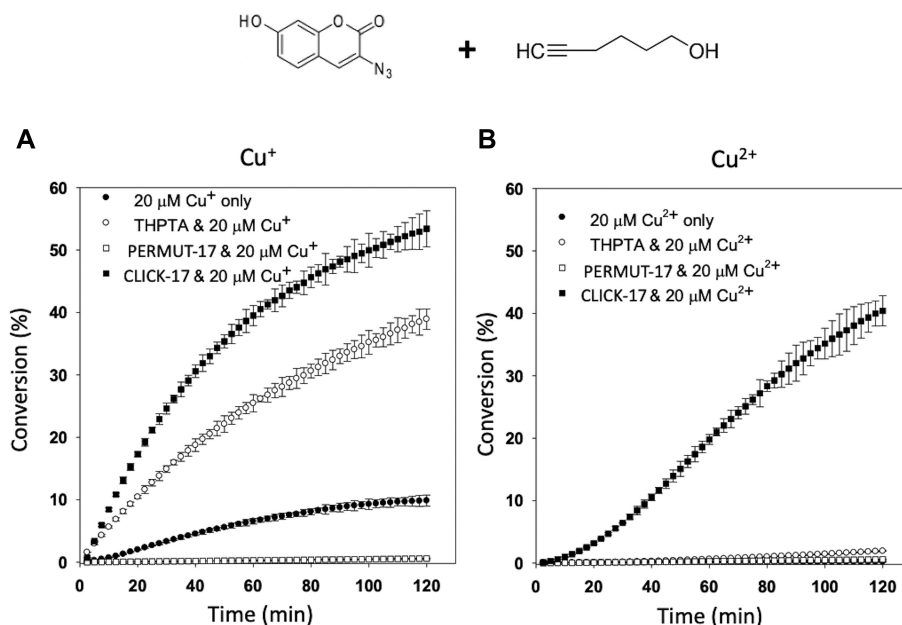 HO O O
N₃
+
HC OH
A
Cu⁺
60
50
40
30
20
10
0
Conversion (%)
● 20 μM Cu⁺ only
○ THPTA & 20 μM Cu⁺
□ PERMUT-17 & 20 μM Cu⁺
■ CLICK-17 & 20 μM Cu⁺
0 20 40 60 80 100 120
Time (min)
B
Cu²⁺
60
50
40
30
20
10
0
Conversion (%)
● 20 μM Cu²⁺ only
○ THPTA & 20 μM Cu²⁺
□ PERMUT-17 & 20 μM Cu²⁺
■ CLICK-17 & 20 μM Cu²⁺
0 20 40 60 80 100 120
Time (min)